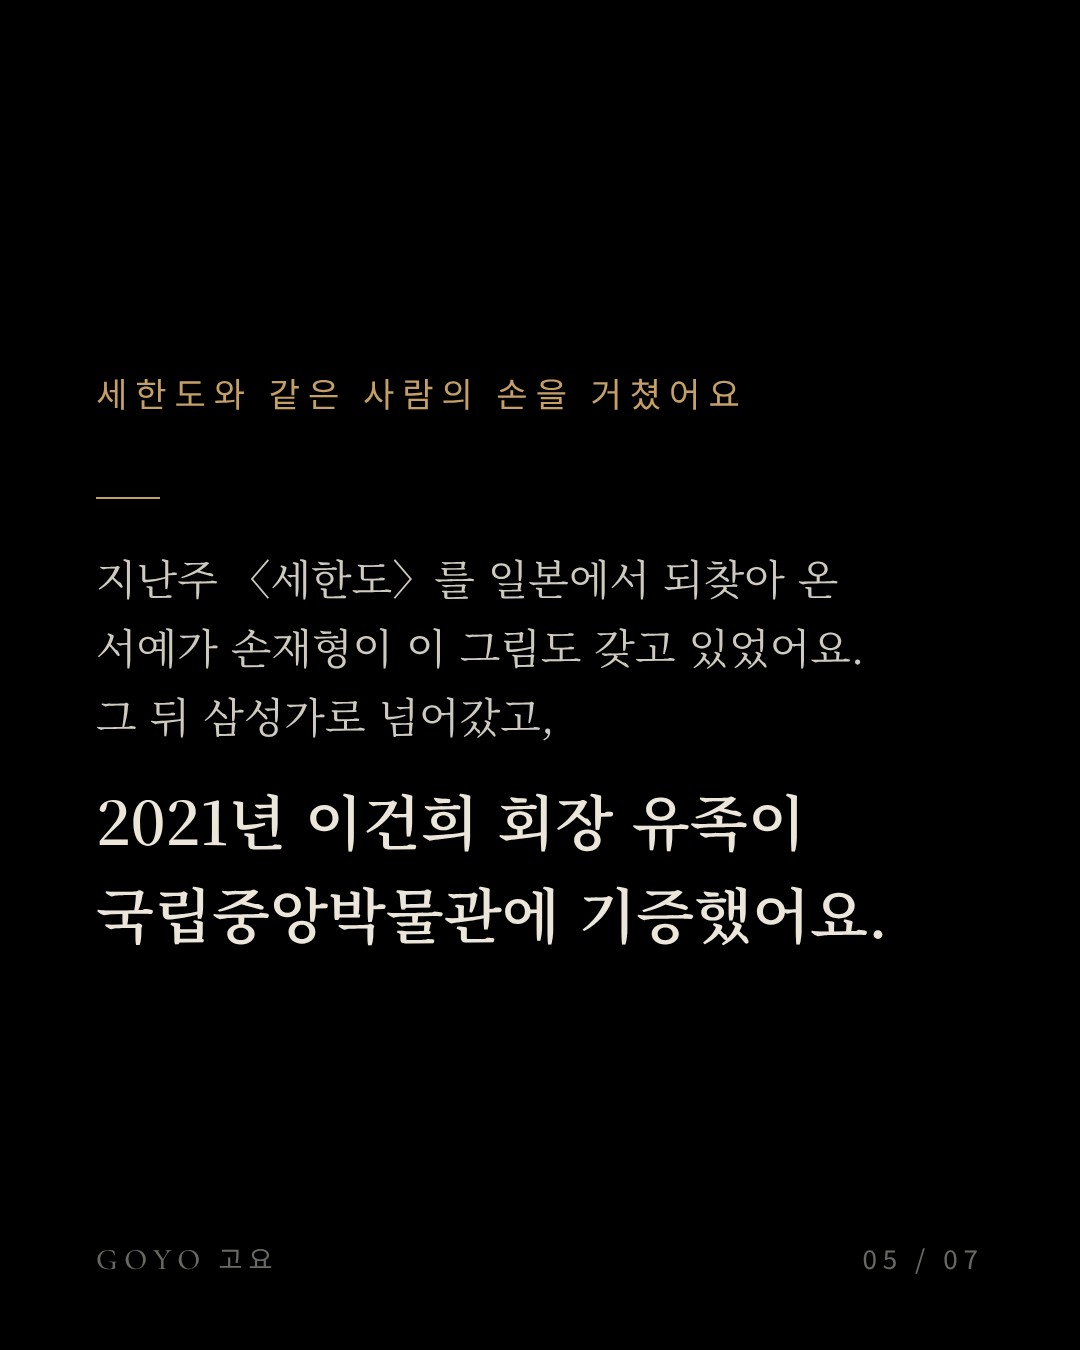 세한도와 같은 사람의 손을 거쳤어요
지난주 〈세한도〉를 일본에서 되찾아 온
서예가 손재형이 이 그림도 갖고 있었어요.
그 뒤 삼성가로 넘어갔고,
2021년 이건희 회장 유족이
국립중앙박물관에 기증했어요.
GOYO 고요
05 / 07